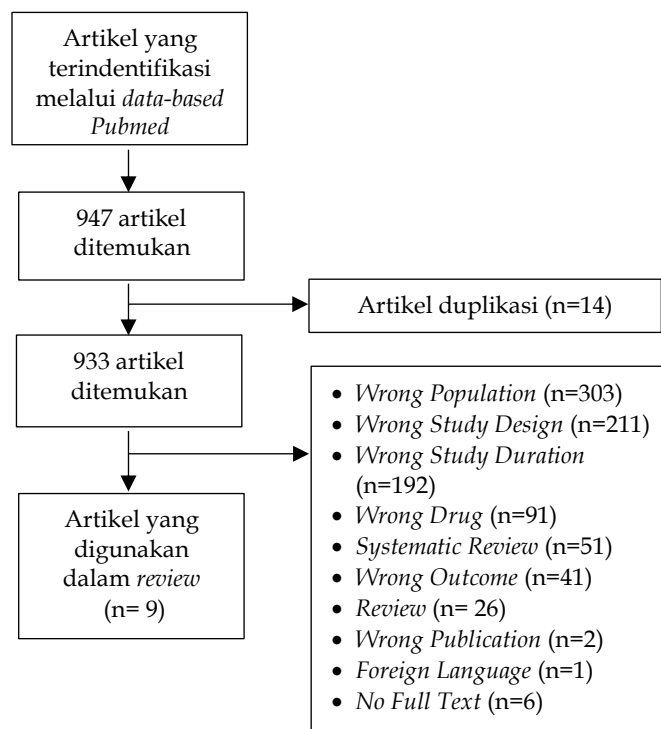 Artikel yang
terindentifikasi
melalui data-based
Pubmed
947 artikel
ditemukan
Artikel duplikasi (n=14)
933 artikel
ditemukan
• Wrong Population (n=303)
• Wrong Study Design (n=211)
• Wrong Study Duration
(n=192)
• Wrong Drug (n=91)
• Systematic Review (n=51)
• Wrong Outcome (n=41)
• Review (n= 26)
• Wrong Publication (n=2)
• Foreign Language (n=1)
• No Full Text (n=6)
Artikel yang
digunakan
dalam review
(n= 9)